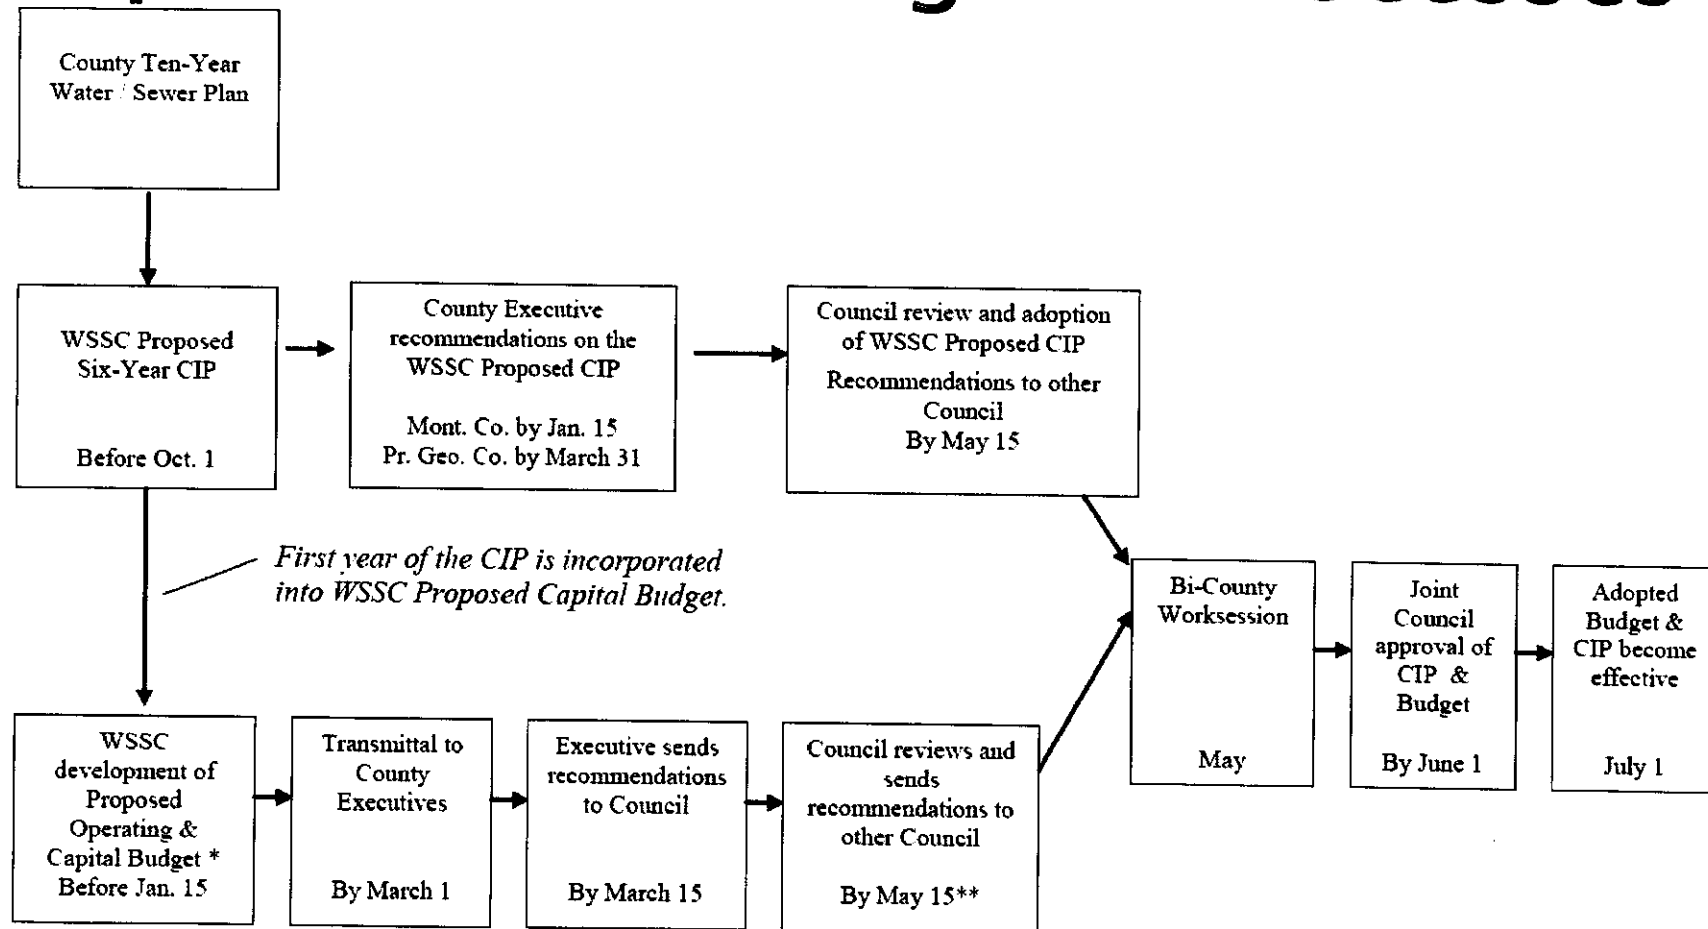 County Ten-Year
Water / Sewer Plan
WSSC Proposed
Six-Year CIP
Before Oct. 1
County Executive
recommendations on the
WSSC Proposed CIP
Mont. Co. by Jan. 15
Pr. Geo. Co. by March 31
Council review and adoption
of WSSC Proposed CIP
Recommendations to other
Council
By May 15
First year of the CIP is incorporated
into WSSC Proposed Capital Budget.
WSSC
development of
Proposed
Operating &
Capital Budget *
Before Jan. 15
Transmittal to
County
Executives
By March 1
Executive sends
recommendations
to Council
By March 15
Council reviews and
sends
recommendations to
other Council
By May 15**
Bi-County
Worksession
May
Joint
Council
approval of
CIP &
Budget
By June 1
Adopted
Budget &
CIP become
effective
July 1